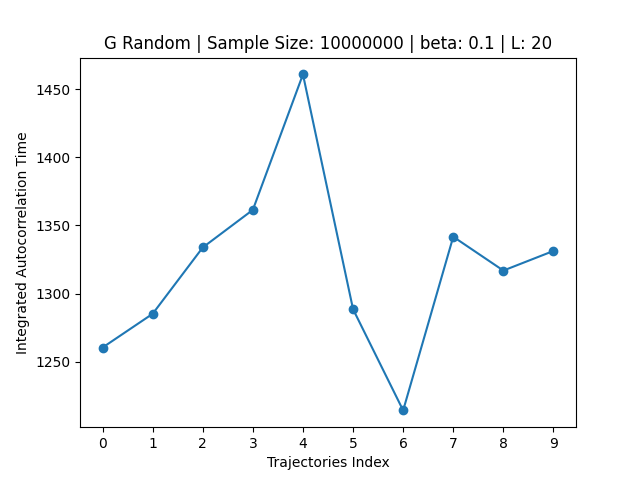 G Random | Sample Size: 10000000 | beta: 0.1 | L: 20
1450
1400
1350
1300
1250
Integrated Autocorrelation Time
0 1 2 3 4 5 6 7 8 9
Trajectories Index